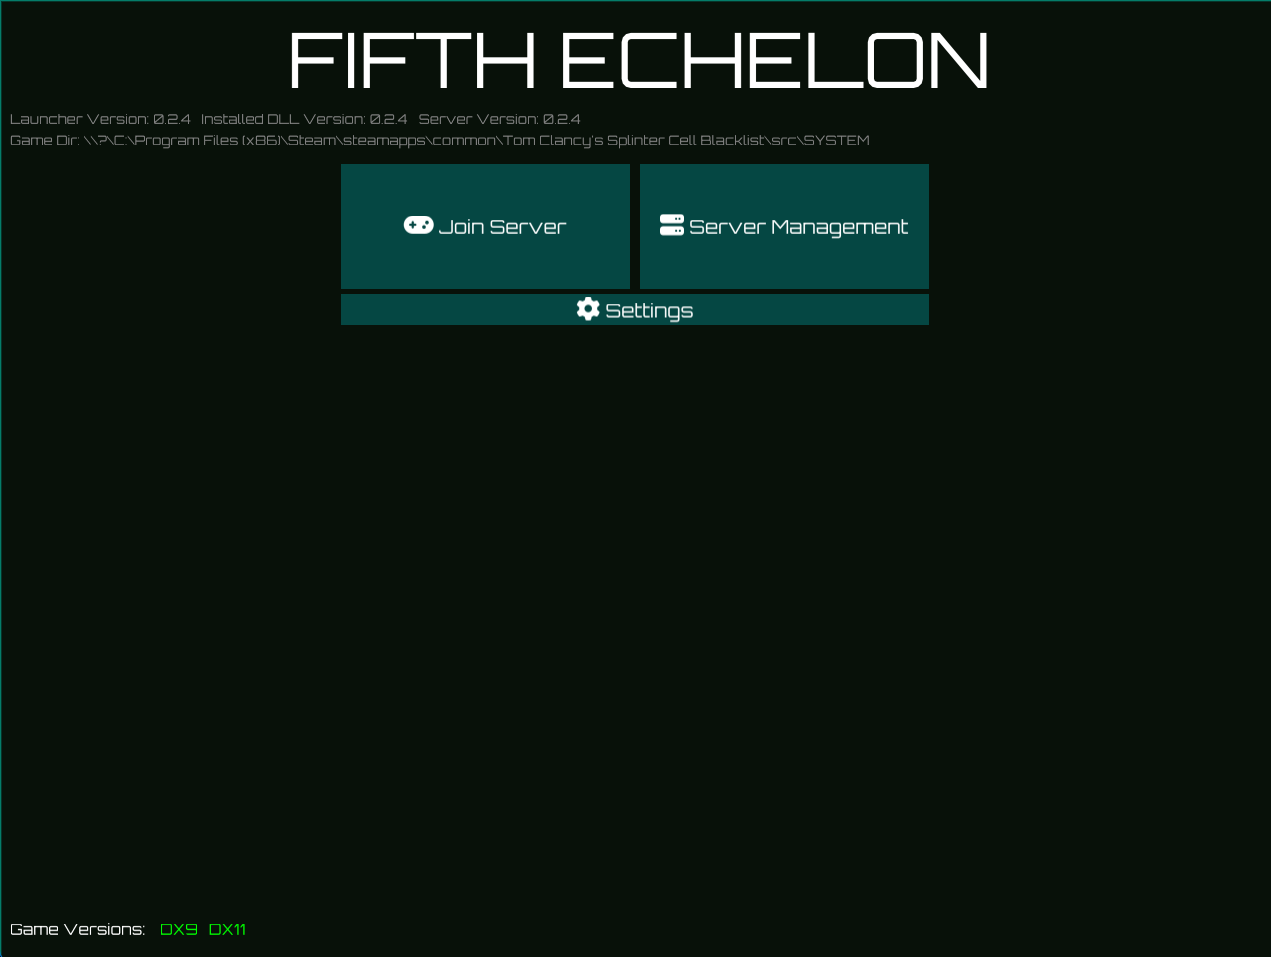 FIFTH ECHELON
Launcher Version: 0.2.4 Installed DLL Version: 0.2.4 Server Version: 0.2.4
Game Dir: \\?\C:\Program Files (x86)\Steam\steamapps\common\Tom Clancy's Splinter Cell Blacklist\src\SYSTEM
Join Server
Server Management
Settings
Game Versions: DX9 DX11